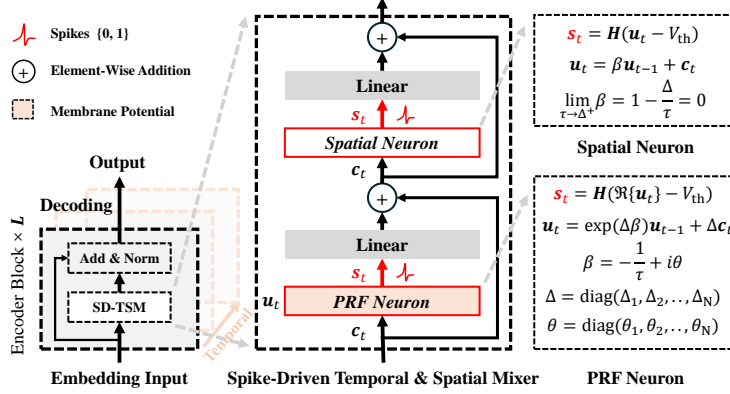 Spikes {0, 1}
+
Element-Wise Addition
Membrane Potential
Output
Decoding
Add & Norm
SD-TSM
Encoder Block × L
Temporal
Embedding Input
+
Linear
s_t
Spatial Neuron
c_t
+
Linear
s_t
u_t
PRF Neuron
c_t
Spike-Driven Temporal & Spatial Mixer
s_t = H(u_t − V_th)
u_t = βu_{t−1} + c_t
lim_{τ→Δ⁺} β = 1 − Δ/τ = 0
Spatial Neuron
s_t = H(ℜ{u_t} − V_th)
u_t = exp(Δβ)u_{t−1} + Δc_t
β = −1/τ + iθ
Δ = diag(Δ_1, Δ_2, . . , Δ_N)
θ = diag(θ_1, θ_2, . . , θ_N)
PRF Neuron